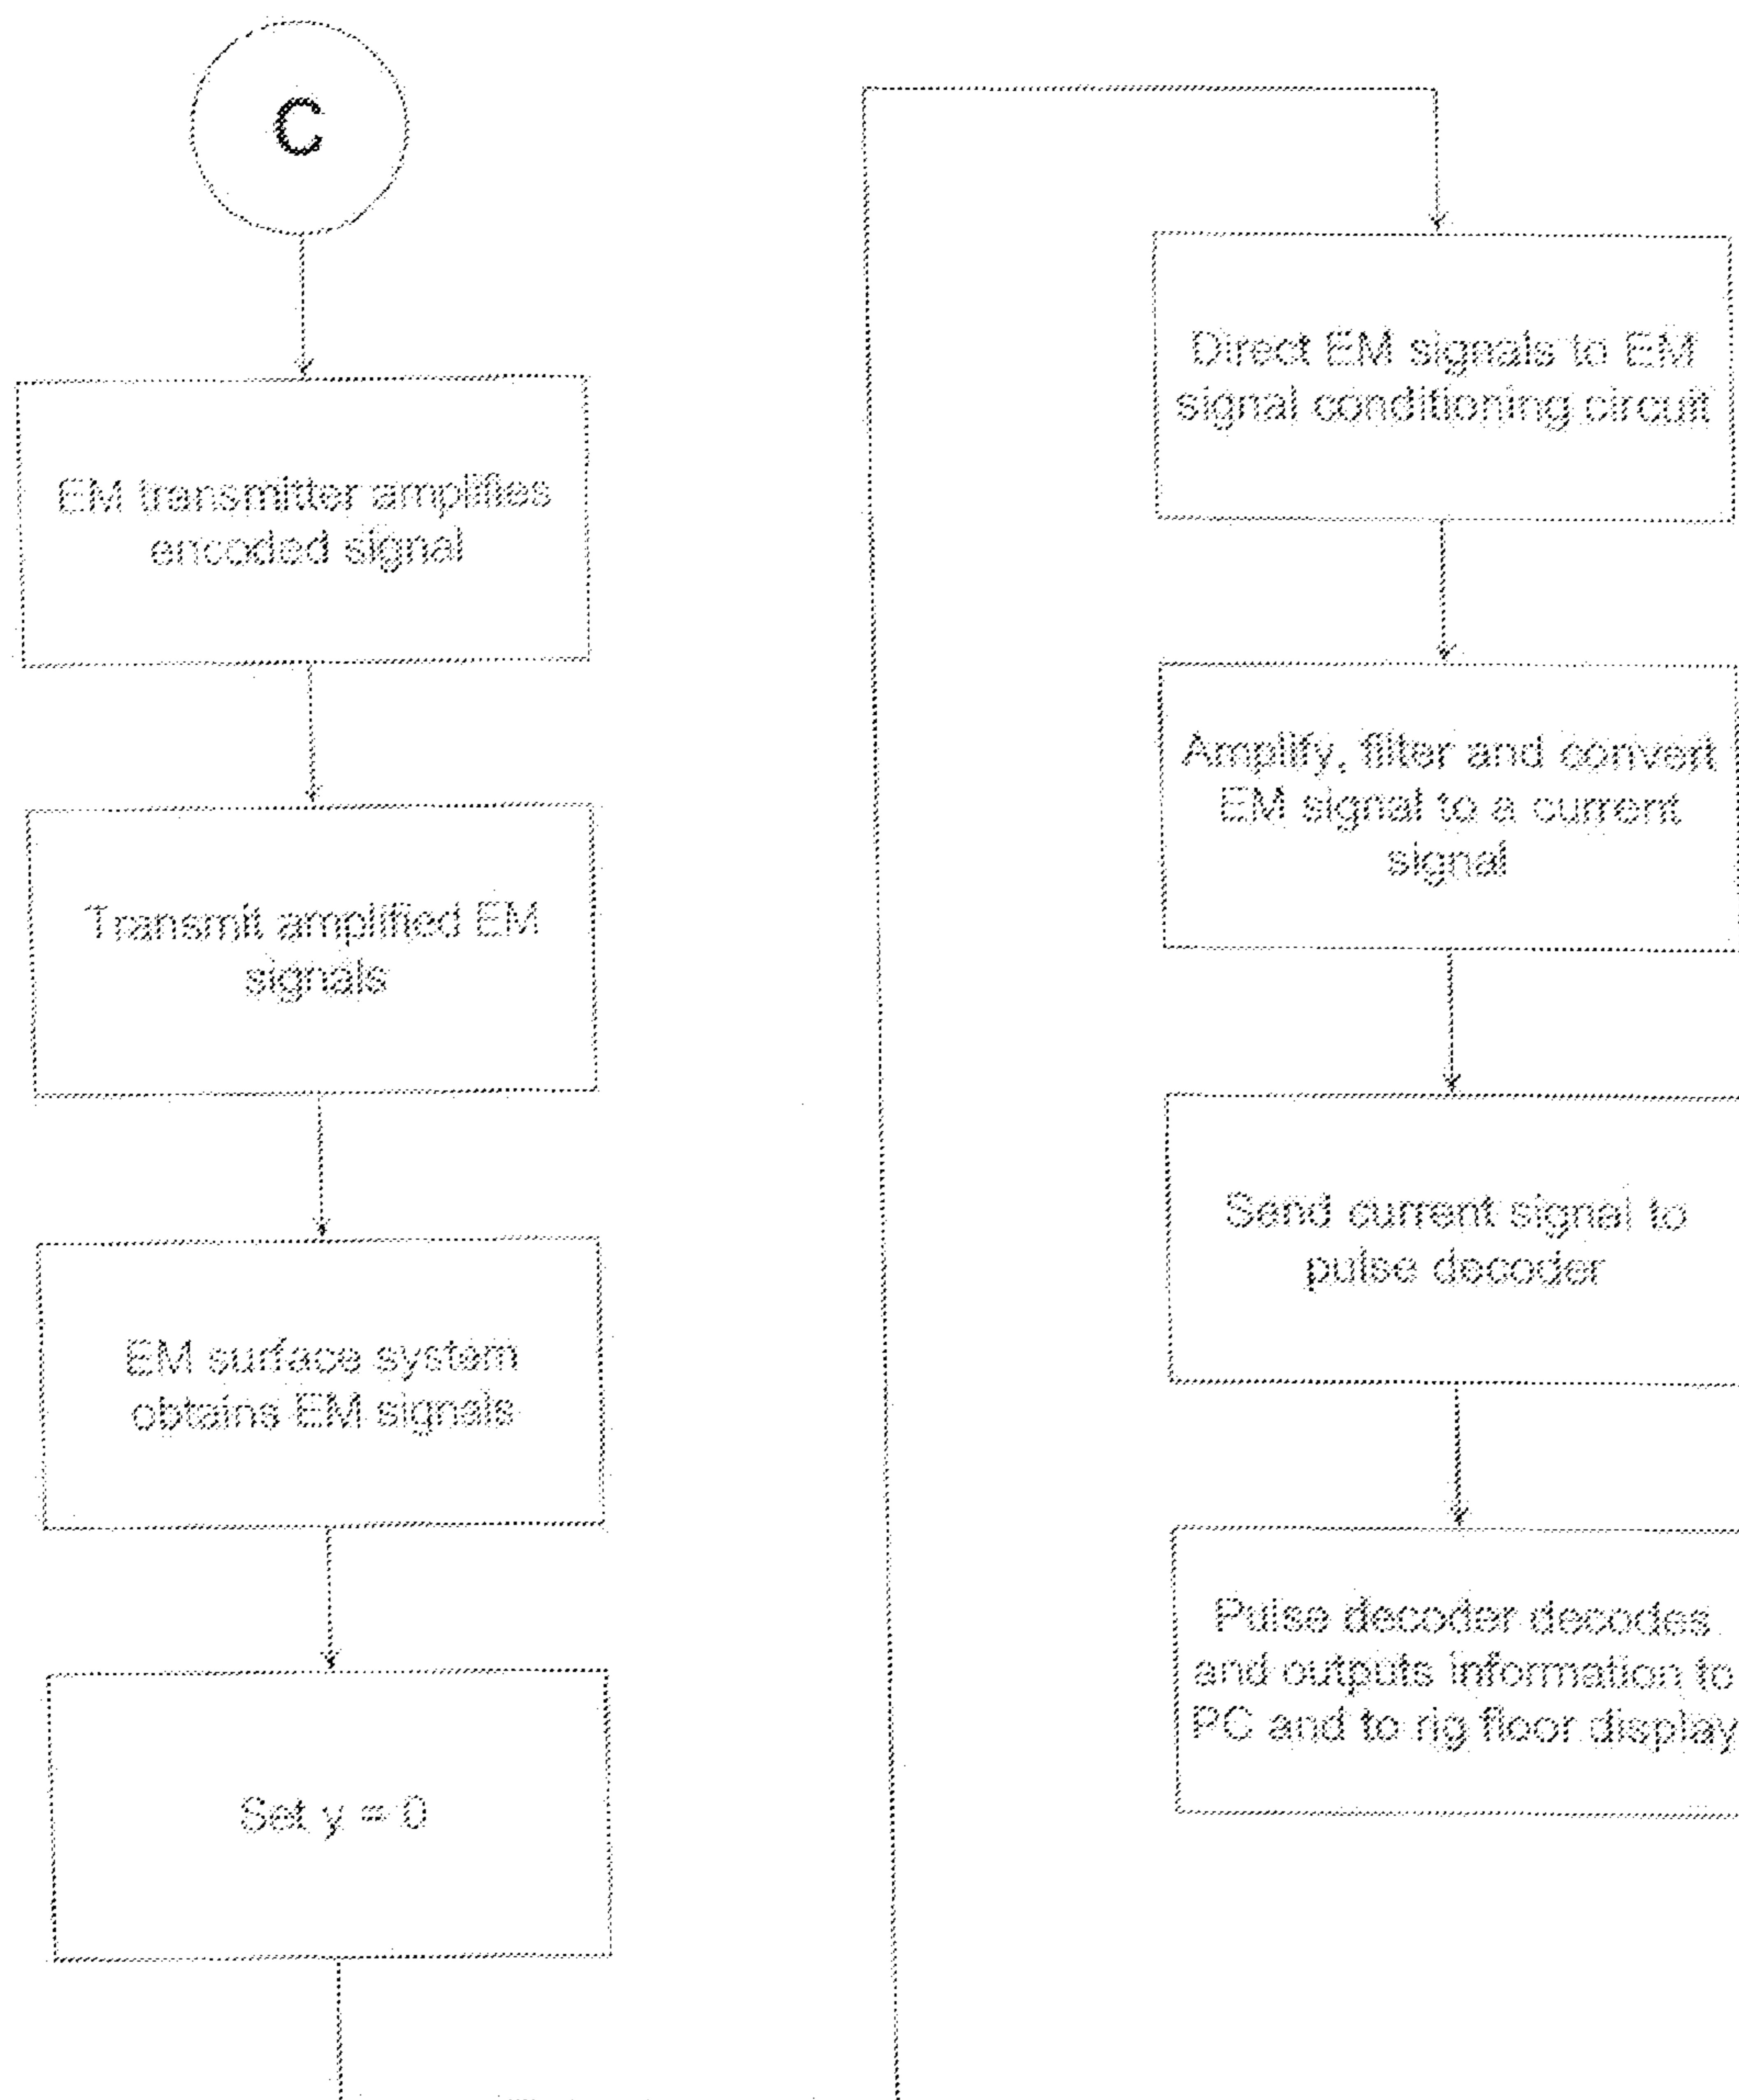 C
EM transmitter amplifies
encoded signal
Transmit amplified EM
signals
EM surface system
obtains EM signals
Set y = 0
Direct EM signals to EM
signal conditioning circuit
Amplify, filter and convert
EM signal to a current
signal
Send current signal to
pulse decoder
Pulse decoder decodes
and outputs information to
PC and to rig floor display